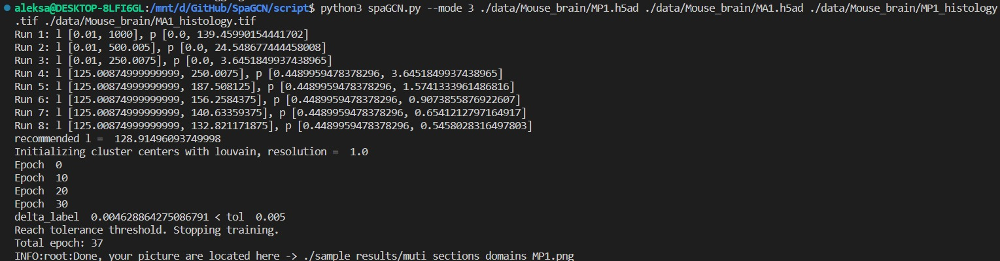 aleksa@DESKTOP-8LFI6GL:/mnt/d/GitHub/SpaGCN/script$ python3 spaGCN.py --mode 3 ./data/Mouse_brain/MP1.h5ad ./data/Mouse_brain/MA1.h5ad ./data/Mouse_brain/MP1_histology
.tif ./data/Mouse_brain/MA1_histology.tif
Run 1: l [0.01, 1000], p [0.0, 139.45990154441702]
Run 2: l [0.01, 500.005], p [0.0, 24.548677444458008]
Run 3: l [0.01, 250.0075], p [0.0, 3.6451849937438965]
Run 4: l [125.00874999999999, 250.0075], p [0.4489959478378296, 3.6451849937438965]
Run 5: l [125.00874999999999, 187.508125], p [0.4489959478378296, 1.5741333961486816]
Run 6: l [125.00874999999999, 156.2584375], p [0.4489959478378296, 0.9073855876922607]
Run 7: l [125.00874999999999, 140.63359375], p [0.4489959478378296, 0.6541212797164917]
Run 8: l [125.00874999999999, 132.821171875], p [0.4489959478378296, 0.5458028316497803]
recommended l =  128.91496093749998
Initializing cluster centers with louvain, resolution =  1.0
Epoch  0
Epoch  10
Epoch  20
Epoch  30
delta_label  0.004628864275086791 < tol  0.005
Reach tolerance threshold. Stopping training.
Total epoch: 37
INFO:root:Done, your picture are located here -> ./sample_results/muti_sections_domains_MP1.png